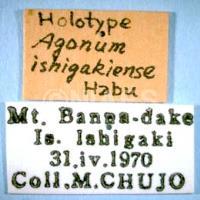 Holotype
Agonum
ishigakiense
Habu
Mt. Banna-dake
Is. Ishigaki
31.iv.1970
Coll.M.CHUJO